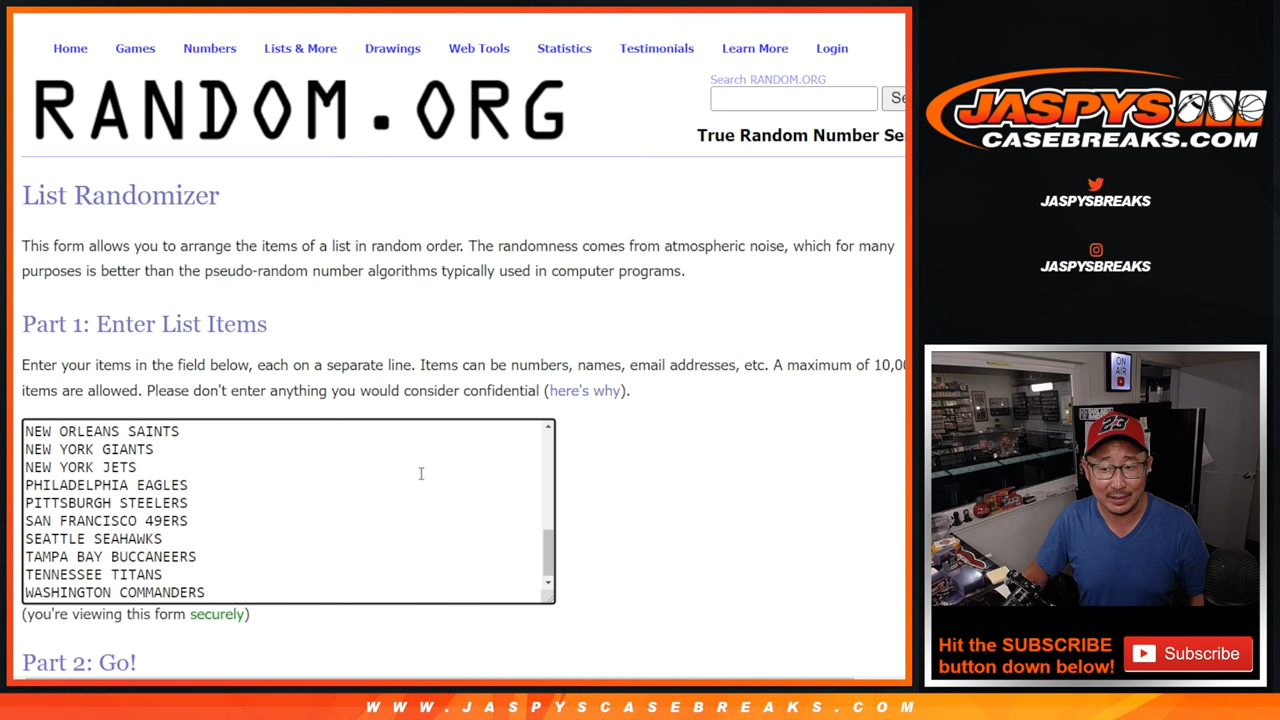 Home Games Numbers Lists & More Drawings Web Tools Statistics Testimonials Learn More Login
Search RANDOM.ORG
RANDOM.ORG
Se
True Random Number Se
List Randomizer
This form allows you to arrange the items of a list in random order. The randomness comes from atmospheric noise, which for many
purposes is better than the pseudo-random number algorithms typically used in computer programs.
Part 1: Enter List Items
Enter your items in the field below, each on a separate line. Items can be numbers, names, email addresses, etc. A maximum of 10,00
items are allowed. Please don't enter anything you would consider confidential (here's why).
NEW ORLEANS SAINTS
NEW YORK GIANTS
NEW YORK JETS
PHILADELPHIA EAGLES
PITTSBURGH STEELERS
SAN FRANCISCO 49ERS
SEATTLE SEAHAWKS
TAMPA BAY BUCCANEERS
TENNESSEE TITANS
WASHINGTON COMMANDERS
(you're viewing this form securely)
Part 2: Go!
JASPYS
CASEBREAKS.COM
JASPYSBREAKS
JASPYSBREAKS
ON
AIR
23
Hit the SUBSCRIBE
button down below!
Subscribe
WWW.JASPYSCASEBREAKS.COM